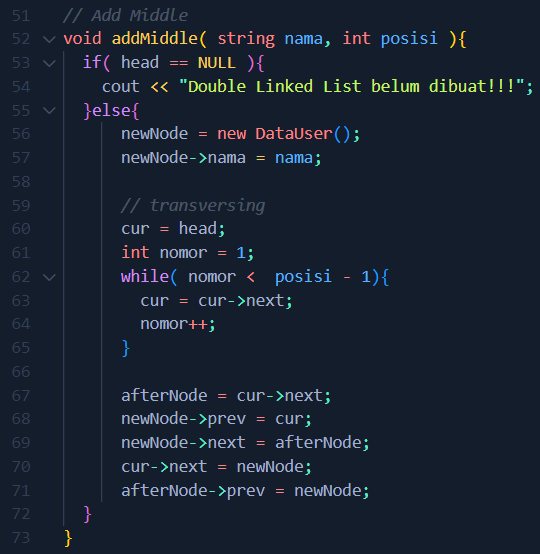 51 // Add Middle
52 void addMiddle( string nama, int posisi ){
53   if( head == NULL ){
54     cout << "Double Linked List belum dibuat!!!";
55   }else{
56       newNode = new DataUser();
57       newNode->nama = nama;
58
59       // transversing
60       cur = head;
61       int nomor = 1;
62       while( nomor <  posisi - 1){
63         cur = cur->next;
64         nomor++;
65       }
66
67       afterNode = cur->next;
68       newNode->prev = cur;
69       newNode->next = afterNode;
70       cur->next = newNode;
71       afterNode->prev = newNode;
72   }
73 }